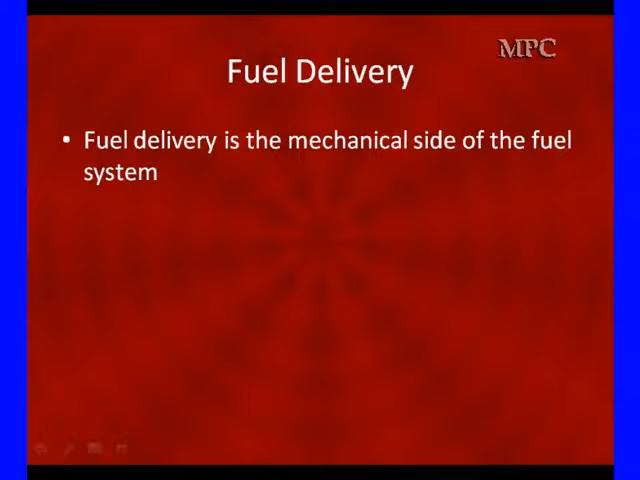 MPC
Fuel Delivery
• Fuel delivery is the mechanical side of the fuel
system